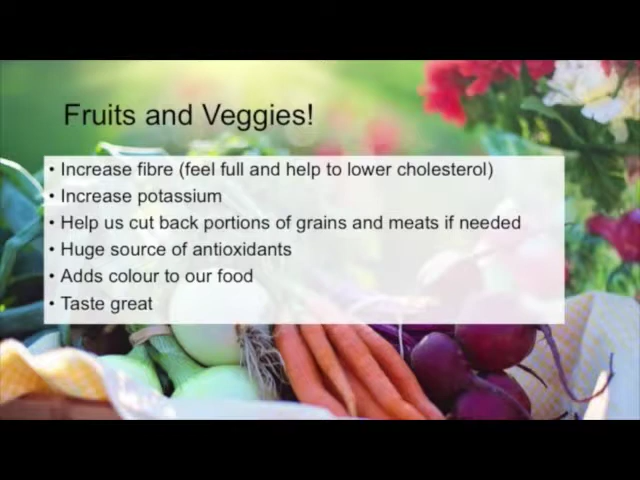 Fruits and Veggies!
• Increase fibre (feel full and help to lower cholesterol)
• Increase potassium
• Help us cut back portions of grains and meats if needed
• Huge source of antioxidants
• Adds colour to our food
• Taste great